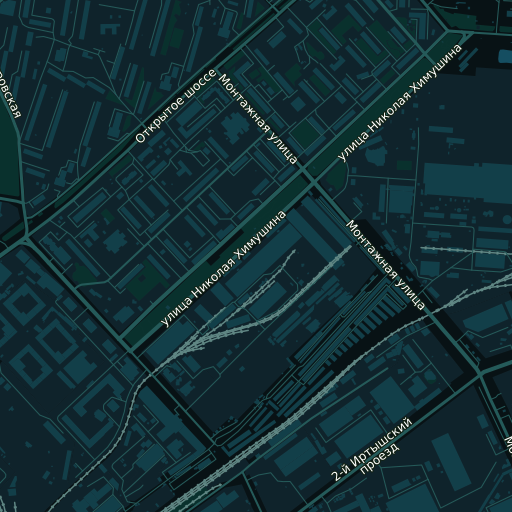 Открытое шоссе
Монтажная улица
улица Николая Химушина
улица Николая Химушина
Монтажная улица
2-й Иртышский
проезд